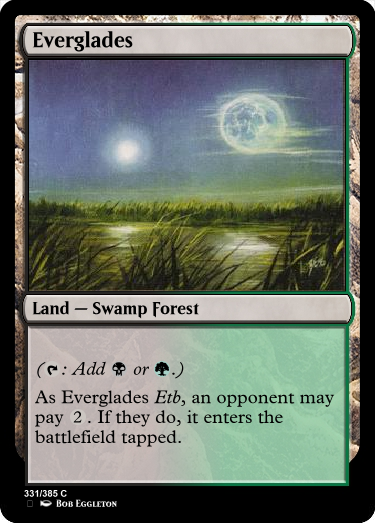 Everglades
Land — Swamp Forest
(: Add or .)
As Everglades Etb, an opponent may
pay 2. If they do, it enters the
battlefield tapped.
331/385 C
Bob Eggleton